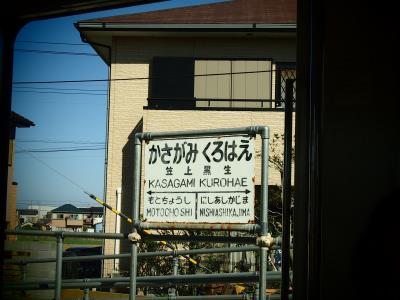 かさがみ くろはえ
笠上黒生
KASAGAMI KUROHAE
もとちょうし にしあしかじま
MOTOCHOSHI NISHIASHIKAJIMA